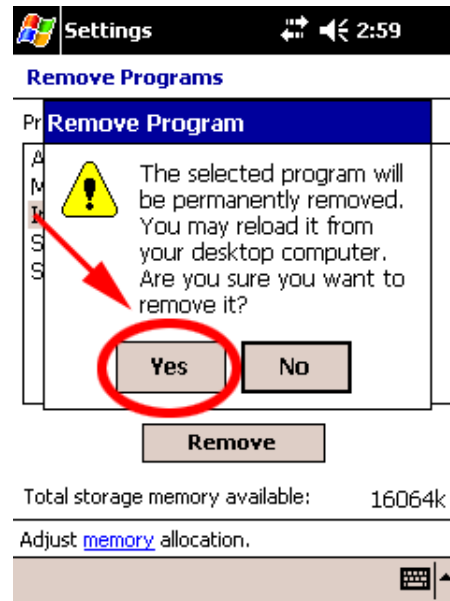 Settings 2:59
Remove Programs
Pr
Remove Program
A
M
I
S
S
The selected program will
be permanently removed.
You may reload it from
your desktop computer.
Are you sure you want to
remove it?
Yes No
Remove
Total storage memory available: 16064k
Adjust memory allocation.